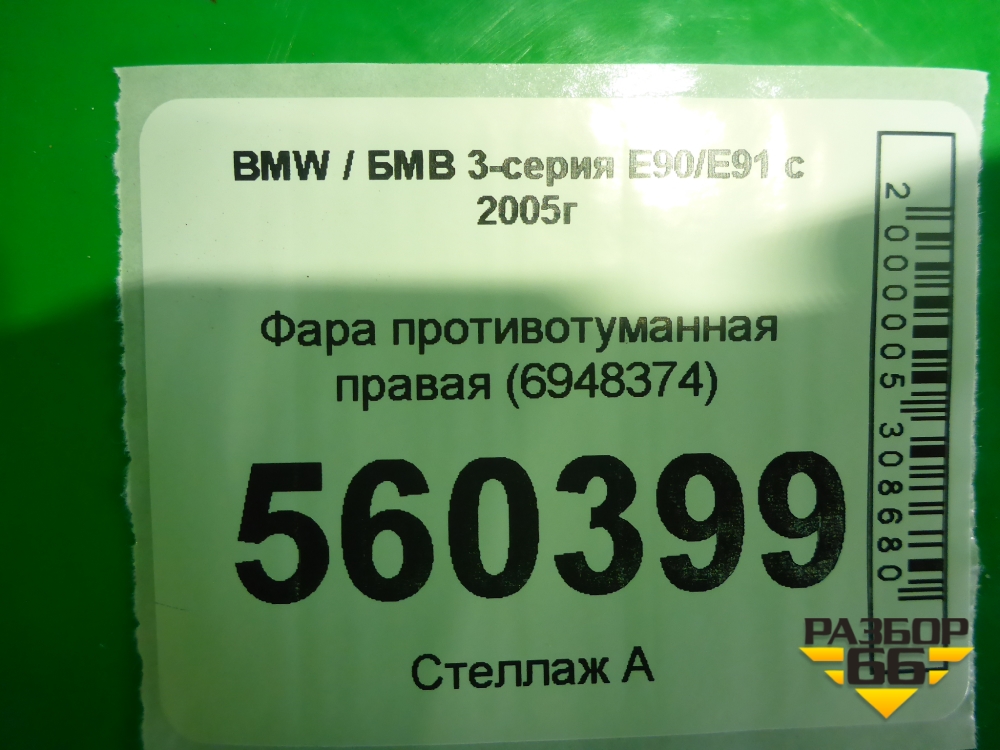 BMW / БМВ 3-серия E90/E91 с
2005г
Фара противотуманная
правая (6948374)
560399
Стеллаж А
2000005308680
РАЗБОР
66